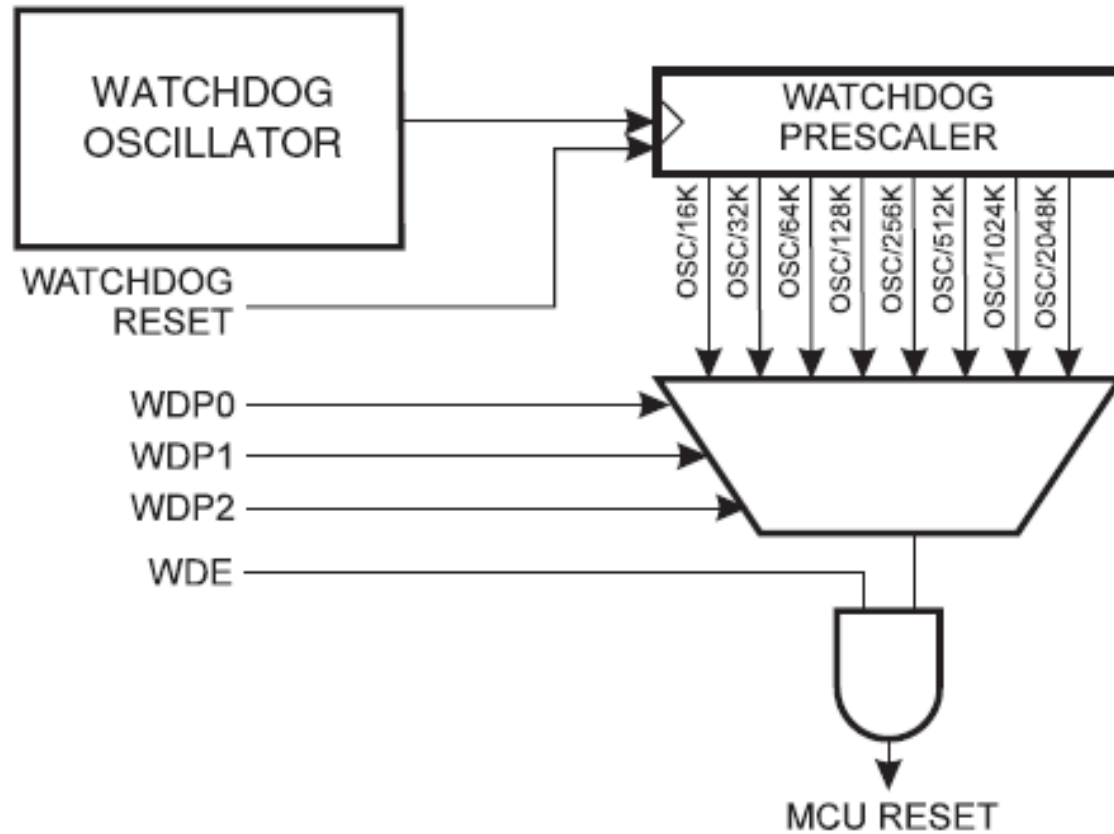 WATCHDOG
OSCILLATOR
WATCHDOG
PRESCALER
OSC/16K
OSC/32K
OSC/64K
OSC/128K
OSC/256K
OSC/512K
OSC/1024K
OSC/2048K
WATCHDOG
RESET
WDP0
WDP1
WDP2
WDE
MCU RESET